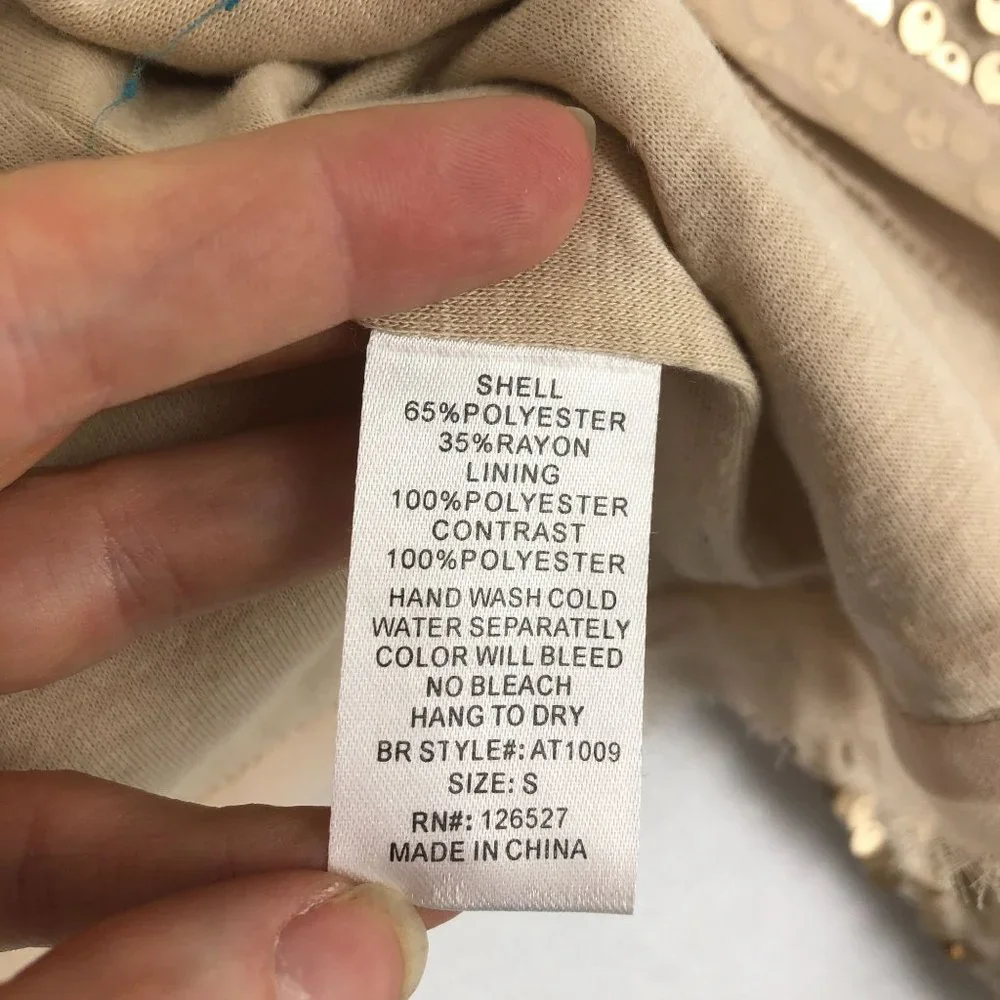 SHELL
65%POLYESTER
35%RAYON
LINING
100%POLYESTER
CONTRAST
100%POLYESTER
HAND WASH COLD
WATER SEPARATELY
COLOR WILL BLEED
NO BLEACH
HANG TO DRY
BR STYLE#: AT1009
SIZE: S
RN#: 126527
MADE IN CHINA